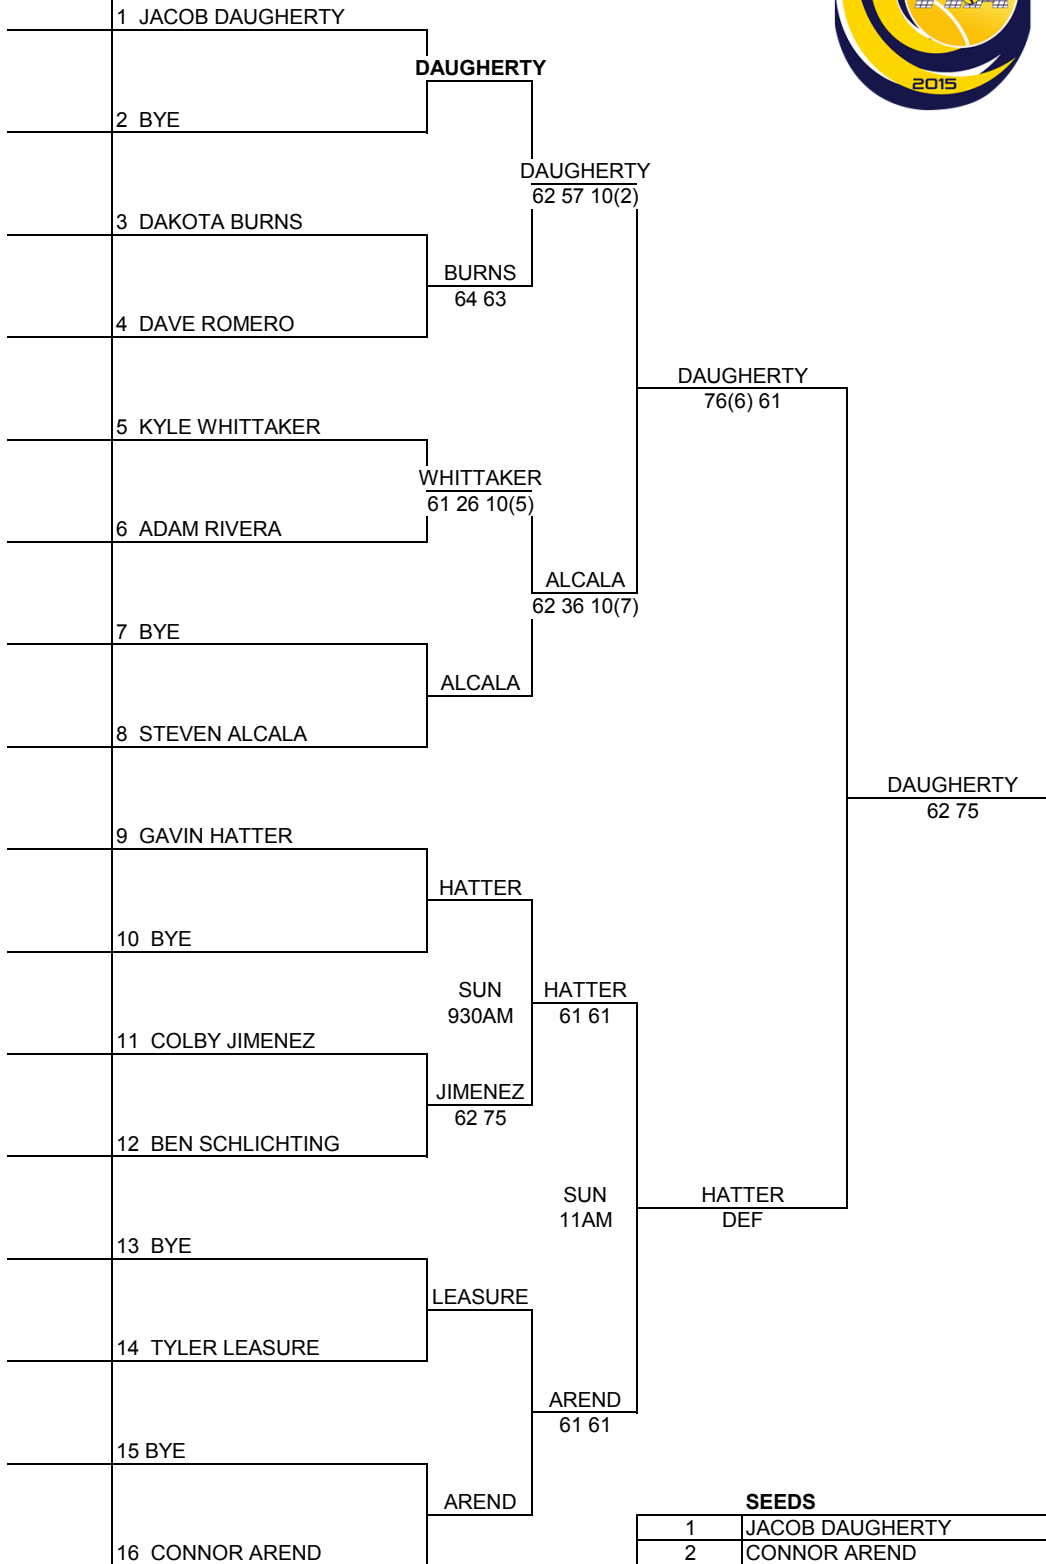 1 JACOB DAUGHERTY
2015
DAUGHERTY
2 BYE
DAUGHERTY
62 57 10(2)
3 DAKOTA BURNS
BURNS
64 63
4 DAVE ROMERO
DAUGHERTY
76(6) 61
5 KYLE WHITTAKER
WHITTAKER
61 26 10(5)
6 ADAM RIVERA
ALCALA
62 36 10(7)
7 BYE
ALCALA
8 STEVEN ALCALA
DAUGHERTY
62 75
9 GAVIN HATTER
HATTER
10 BYE
SUN
930AM
HATTER
61 61
11 COLBY JIMENEZ
JIMENEZ
62 75
12 BEN SCHLICHTING
SUN
11AM
HATTER
DEF
13 BYE
LEASURE
14 TYLER LEASURE
AREND
61 61
15 BYE
AREND
16 CONNOR AREND
SEEDS
1 JACOB DAUGHERTY
2 CONNOR AREND